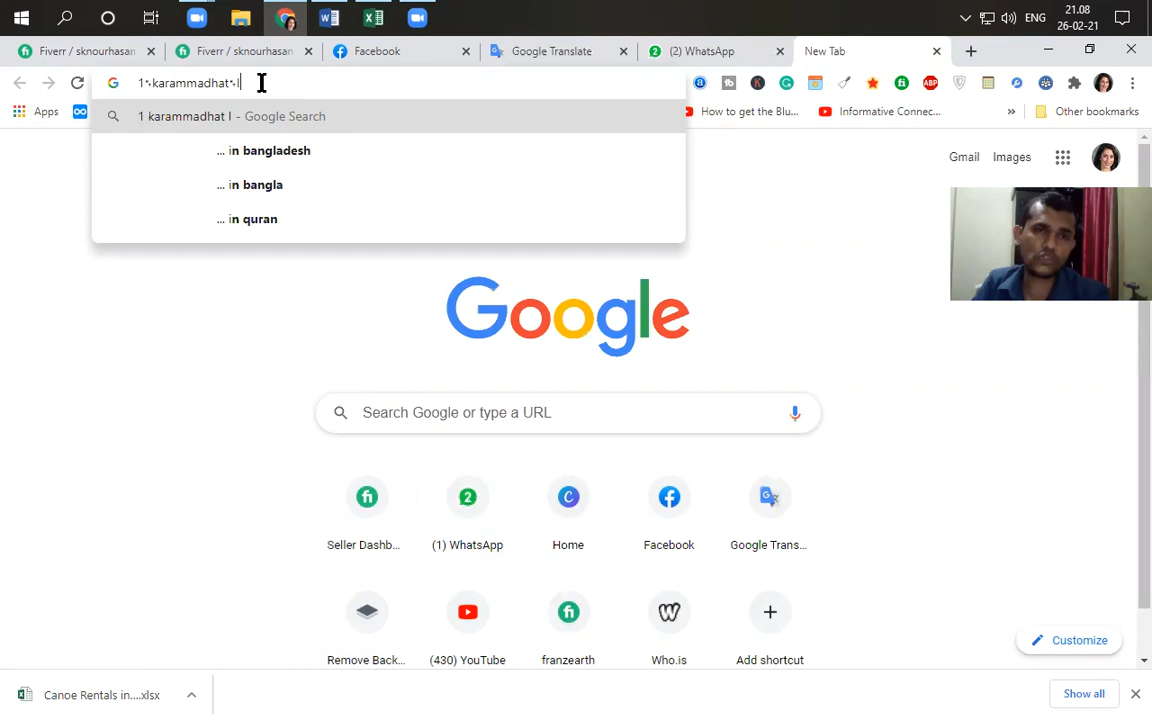 ENG
21.08
26-02-21
Fiverr / sknourhasan
Fiverr / sknourhasan
Facebook
Google Translate
(2) WhatsApp
New Tab
1 karammadhat I
Apps
How to get the Blu...
Informative Connec...
Other bookmarks
1 karammadhat I - Google Search
... in bangladesh
... in bangla
... in quran
Gmail
Images
Google
Search Google or type a URL
Seller Dashb...
(1) WhatsApp
Home
Facebook
Google Trans...
Remove Back...
(430) YouTube
franzearth
Who.is
Add shortcut
Customize
Canoe Rentals in....xlsx
Show all